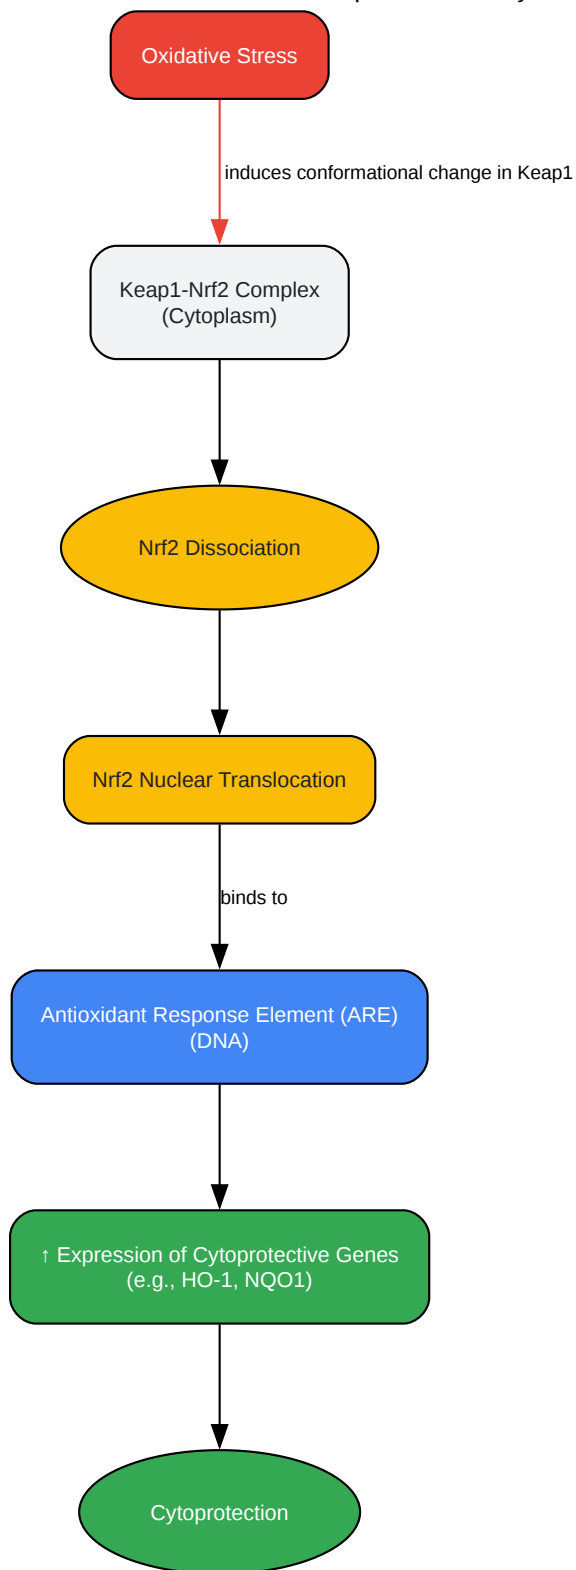 Oxidative Stress
induces conformational change in Keap1
Keap1-Nrf2 Complex
(Cytoplasm)
Nrf2 Dissociation
Nrf2 Nuclear Translocation
binds to
Antioxidant Response Element (ARE)
(DNA)
↑ Expression of Cytoprotective Genes
(e.g., HO-1, NQO1)
Cytoprotection